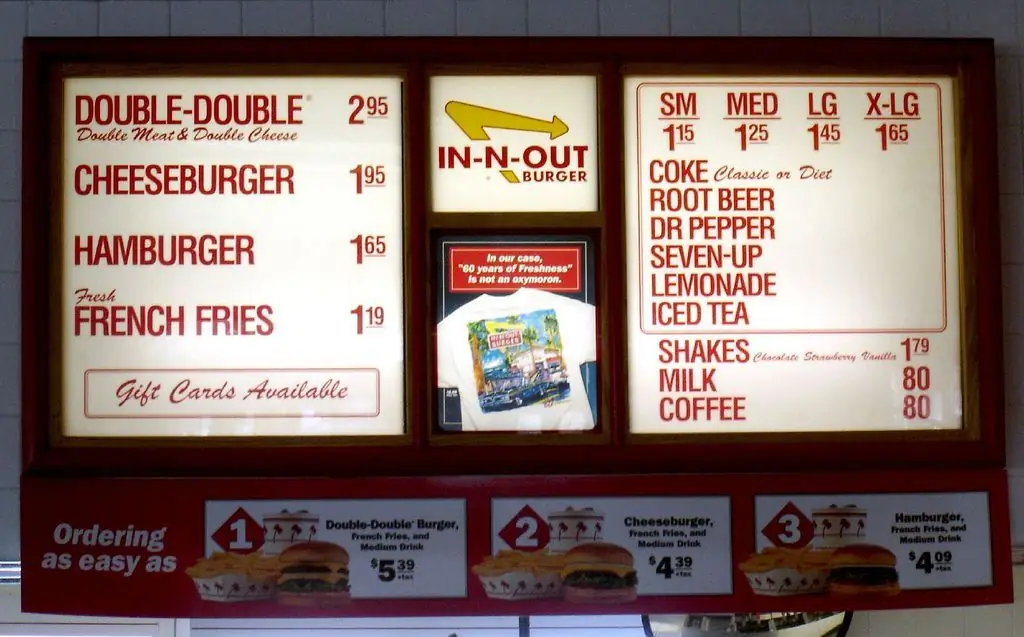 DOUBLE-DOUBLE® 2.95
Double Meat & Double Cheese
CHEESEBURGER 1.95
HAMBURGER 1.65
Fresh
FRENCH FRIES 1.19
Gift Cards Available
IN-N-OUT
BURGER
In our case,
"60 years of Freshness"
is not an oxymoron.
IN-N-OUT
BURGER
SM MED LG X-LG
1.15 1.25 1.45 1.65
COKE Classic or Diet
ROOT BEER
DR PEPPER
SEVEN-UP
LEMONADE
ICED TEA
SHAKES Chocolate Strawberry Vanilla 1.79
MILK 80
COFFEE 80
Ordering
as easy as
1
Double-Double® Burger,
French Fries, and
Medium Drink
$5.39
+tax
2
Cheeseburger,
French Fries, and
Medium Drink
$4.39
+tax
3
Hamburger,
French Fries, and
Medium Drink
$4.09
+tax